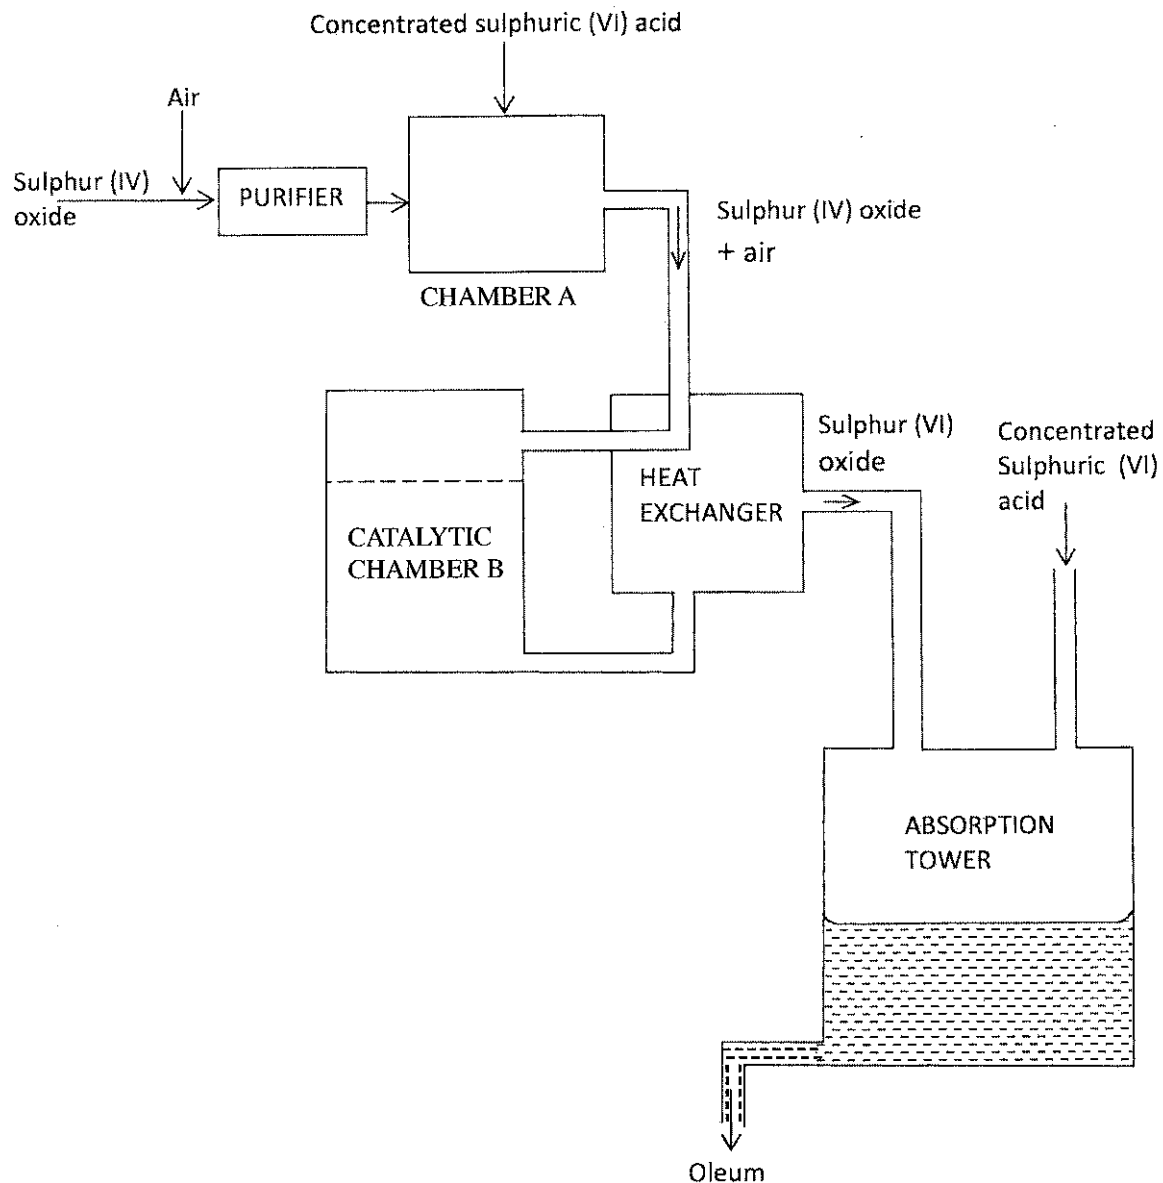 Concentrated sulphuric (VI) acid
Air
Sulphur (IV)
oxide
PURIFIER
Sulphur (IV) oxide
+ air
CHAMBER A
Sulphur (VI)
oxide
Concentrated
Sulphuric (VI)
acid
HEAT
EXCHANGER
CATALYTIC
CHAMBER B
ABSORPTION
TOWER
Oleum